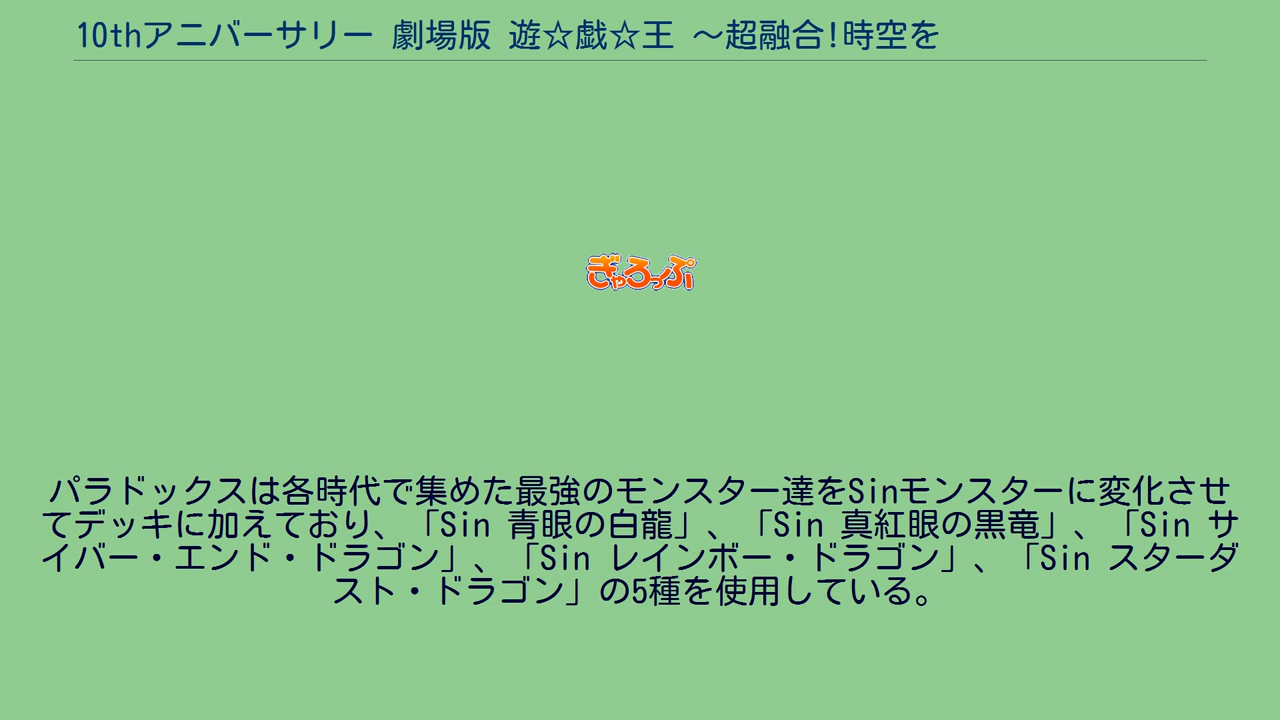 10thアニバーサリー 劇場版 遊☆戯☆王 ～超融合!時空を
ぎゃろっぷ
パラドックスは各時代で集めた最強のモンスター達をSinモンスターに変化させ
てデッキに加えており、「Sin 青眼の白龍」、「Sin 真紅眼の黒竜」、「Sin サ
イバー・エンド・ドラゴン」、「Sin レインボー・ドラゴン」、「Sin スターダ
スト・ドラゴン」の5種を使用している。